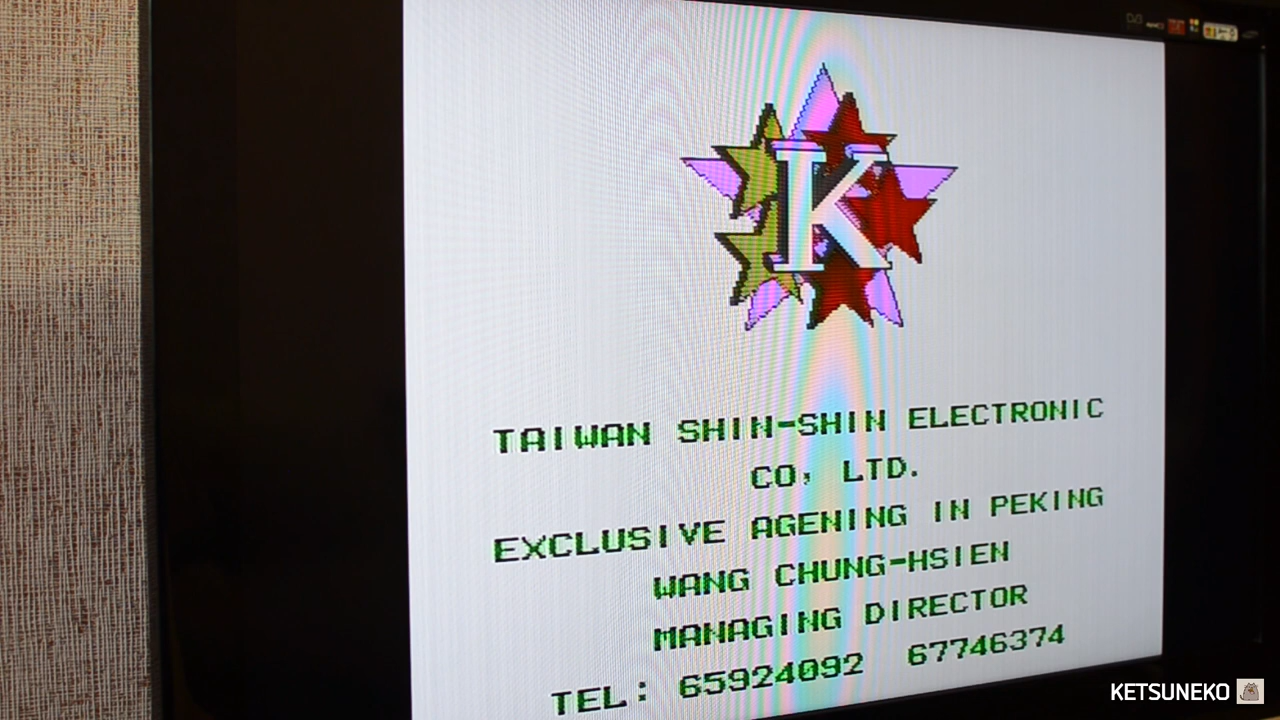 K
TAIWAN SHIN-SHIN ELECTRONIC
CO, LTD.
EXCLUSIVE AGENING IN PEKING
WANG CHUNG-HSIEN
MANAGING DIRECTOR
TEL: 65924092 67746374
KETSUNEKO